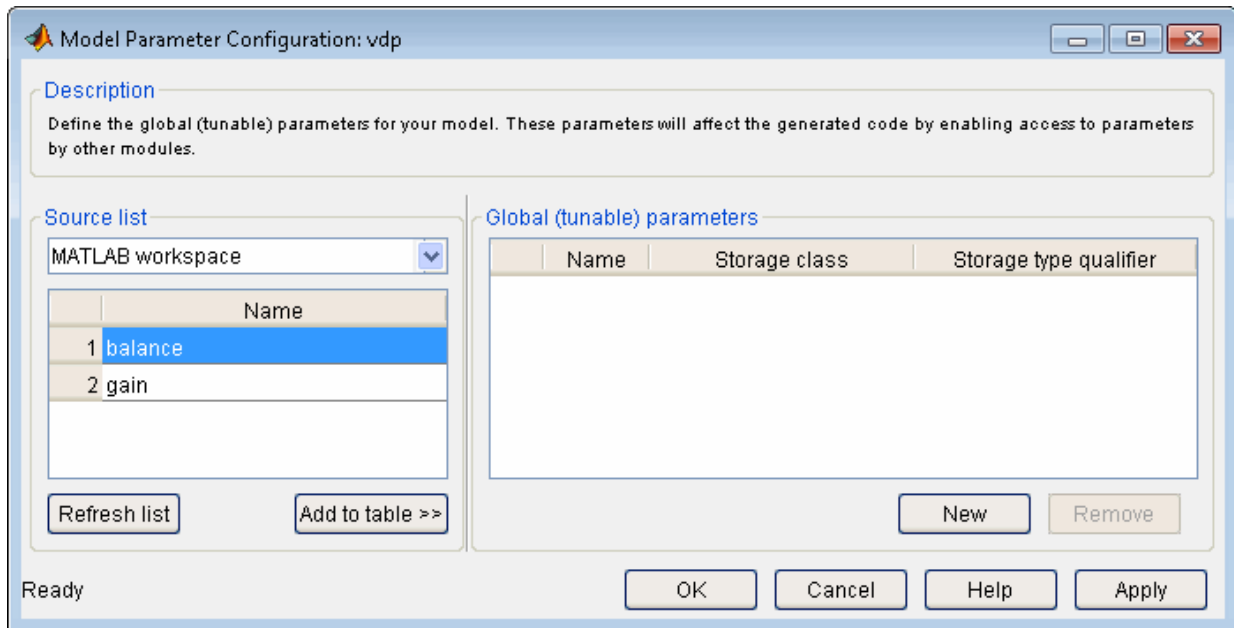 Model Parameter Configuration: vdp
Description
Define the global (tunable) parameters for your model. These parameters will affect the generated code by enabling access to parameters
by other modules.
Source list
MATLAB workspace
Name
1 balance
2 gain
Refresh list
Add to table >>
Global (tunable) parameters
Name Storage class Storage type qualifier
New
Remove
Ready
OK
Cancel
Help
Apply